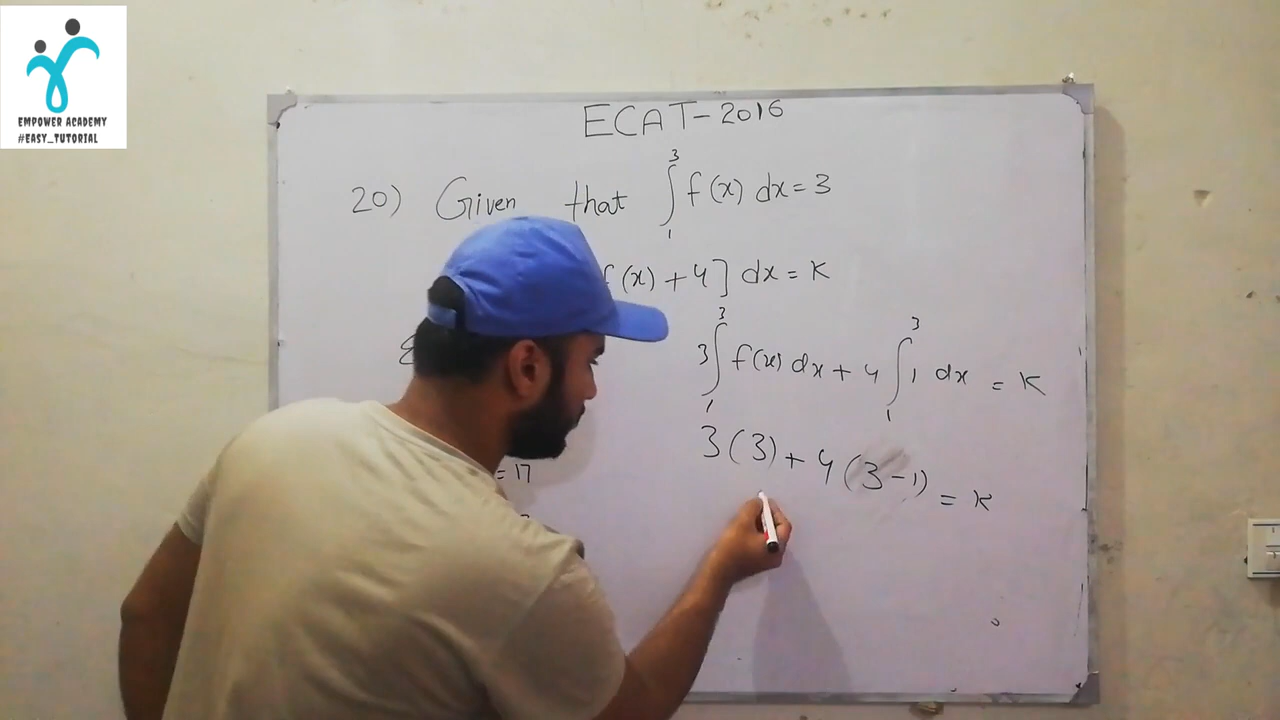 EMPOWER ACADEMY
#EASY_TUTORIAL
ECAT-2016
20) Given that ∫₁³ f(x) dx = 3
f(x) + 4] dx = K
3 ∫₁³ f(x) dx + 4 ∫₁³ 1 dx = K
3(3) + 4(3-1) = K
= 17